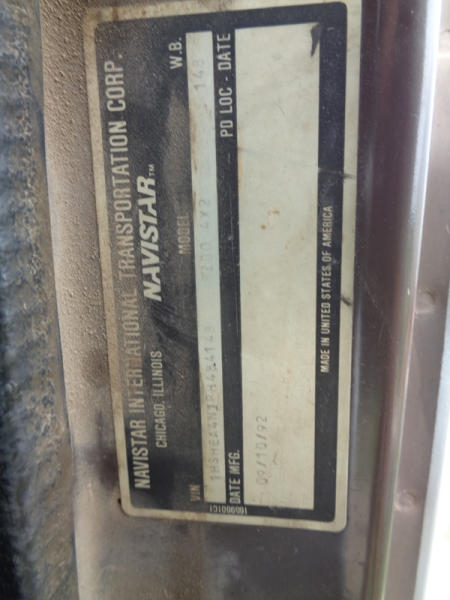 NAVISTAR INTERNATIONAL TRANSPORTATION CORP.
CHICAGO, ILLINOIS
NAVISTAR™
VIN MODEL W.B.
4X2 148
DATE MFG. PD LOC - DATE
09/10/92
MADE IN UNITED STATES OF AMERICA